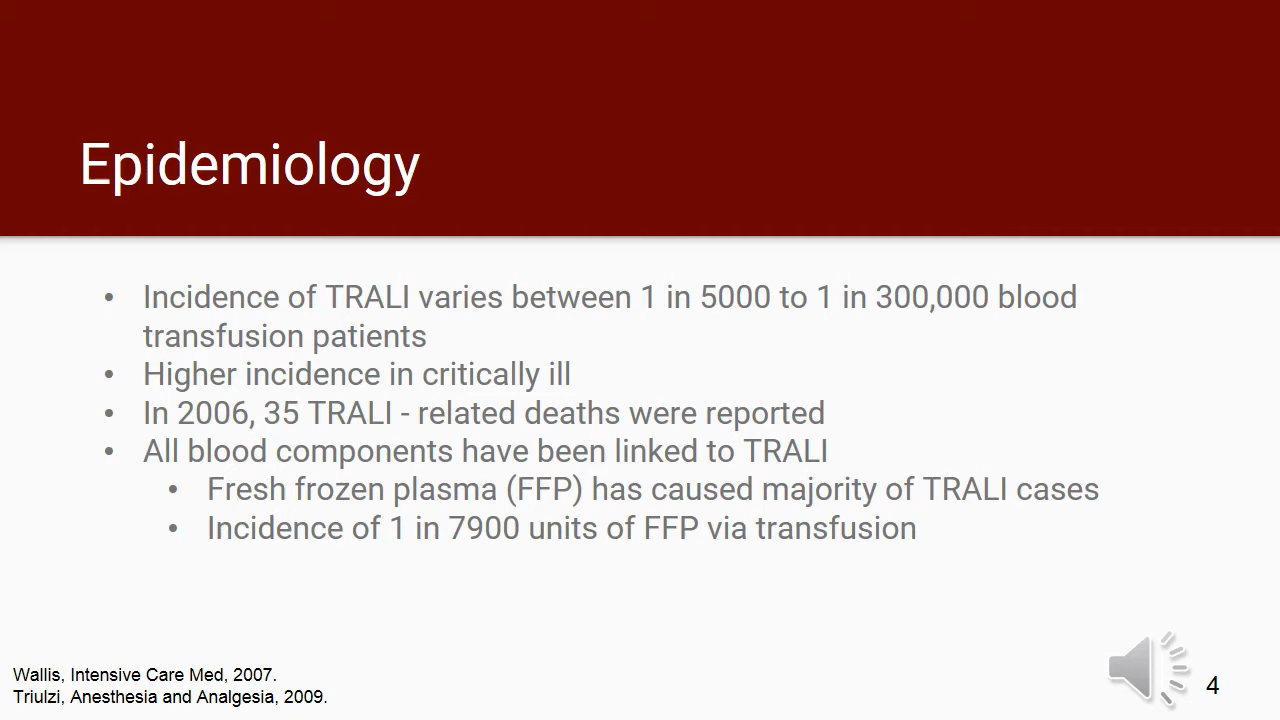 Epidemiology
• Incidence of TRALI varies between 1 in 5000 to 1 in 300,000 blood
transfusion patients
• Higher incidence in critically ill
• In 2006, 35 TRALI - related deaths were reported
• All blood components have been linked to TRALI
• Fresh frozen plasma (FFP) has caused majority of TRALI cases
• Incidence of 1 in 7900 units of FFP via transfusion
Wallis, Intensive Care Med, 2007.
Triulzi, Anesthesia and Analgesia, 2009.
4